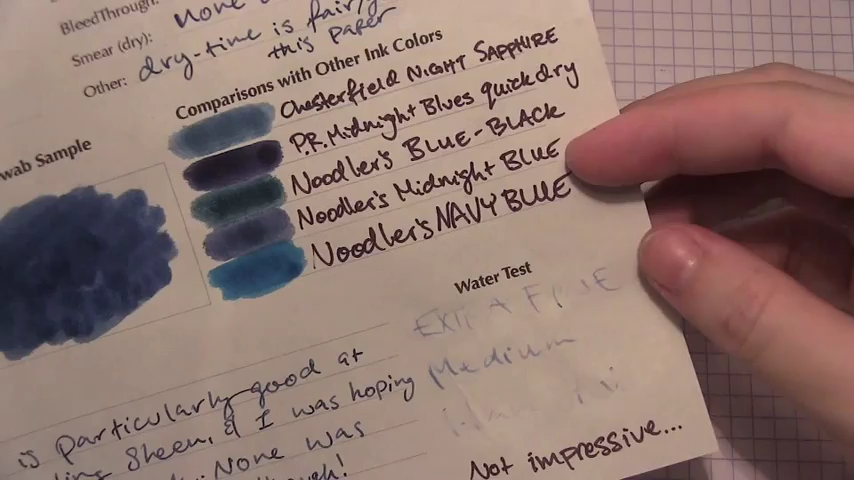 BleedThrough: none
Smear (dry):
Other: dry-time is fairly
this paper
Comparisons with Other Ink Colors
Chesterfield NIGHT SAPPHIRE
P.R. Midnight Blues quick dry
Noodler's BLUE-BLACK
Noodler's Midnight BLUE
Noodler's NAVY BLUE
wab Sample
Water Test
Medium
is particularly good at
Sheen, & I was hoping
None was
Not impressive...